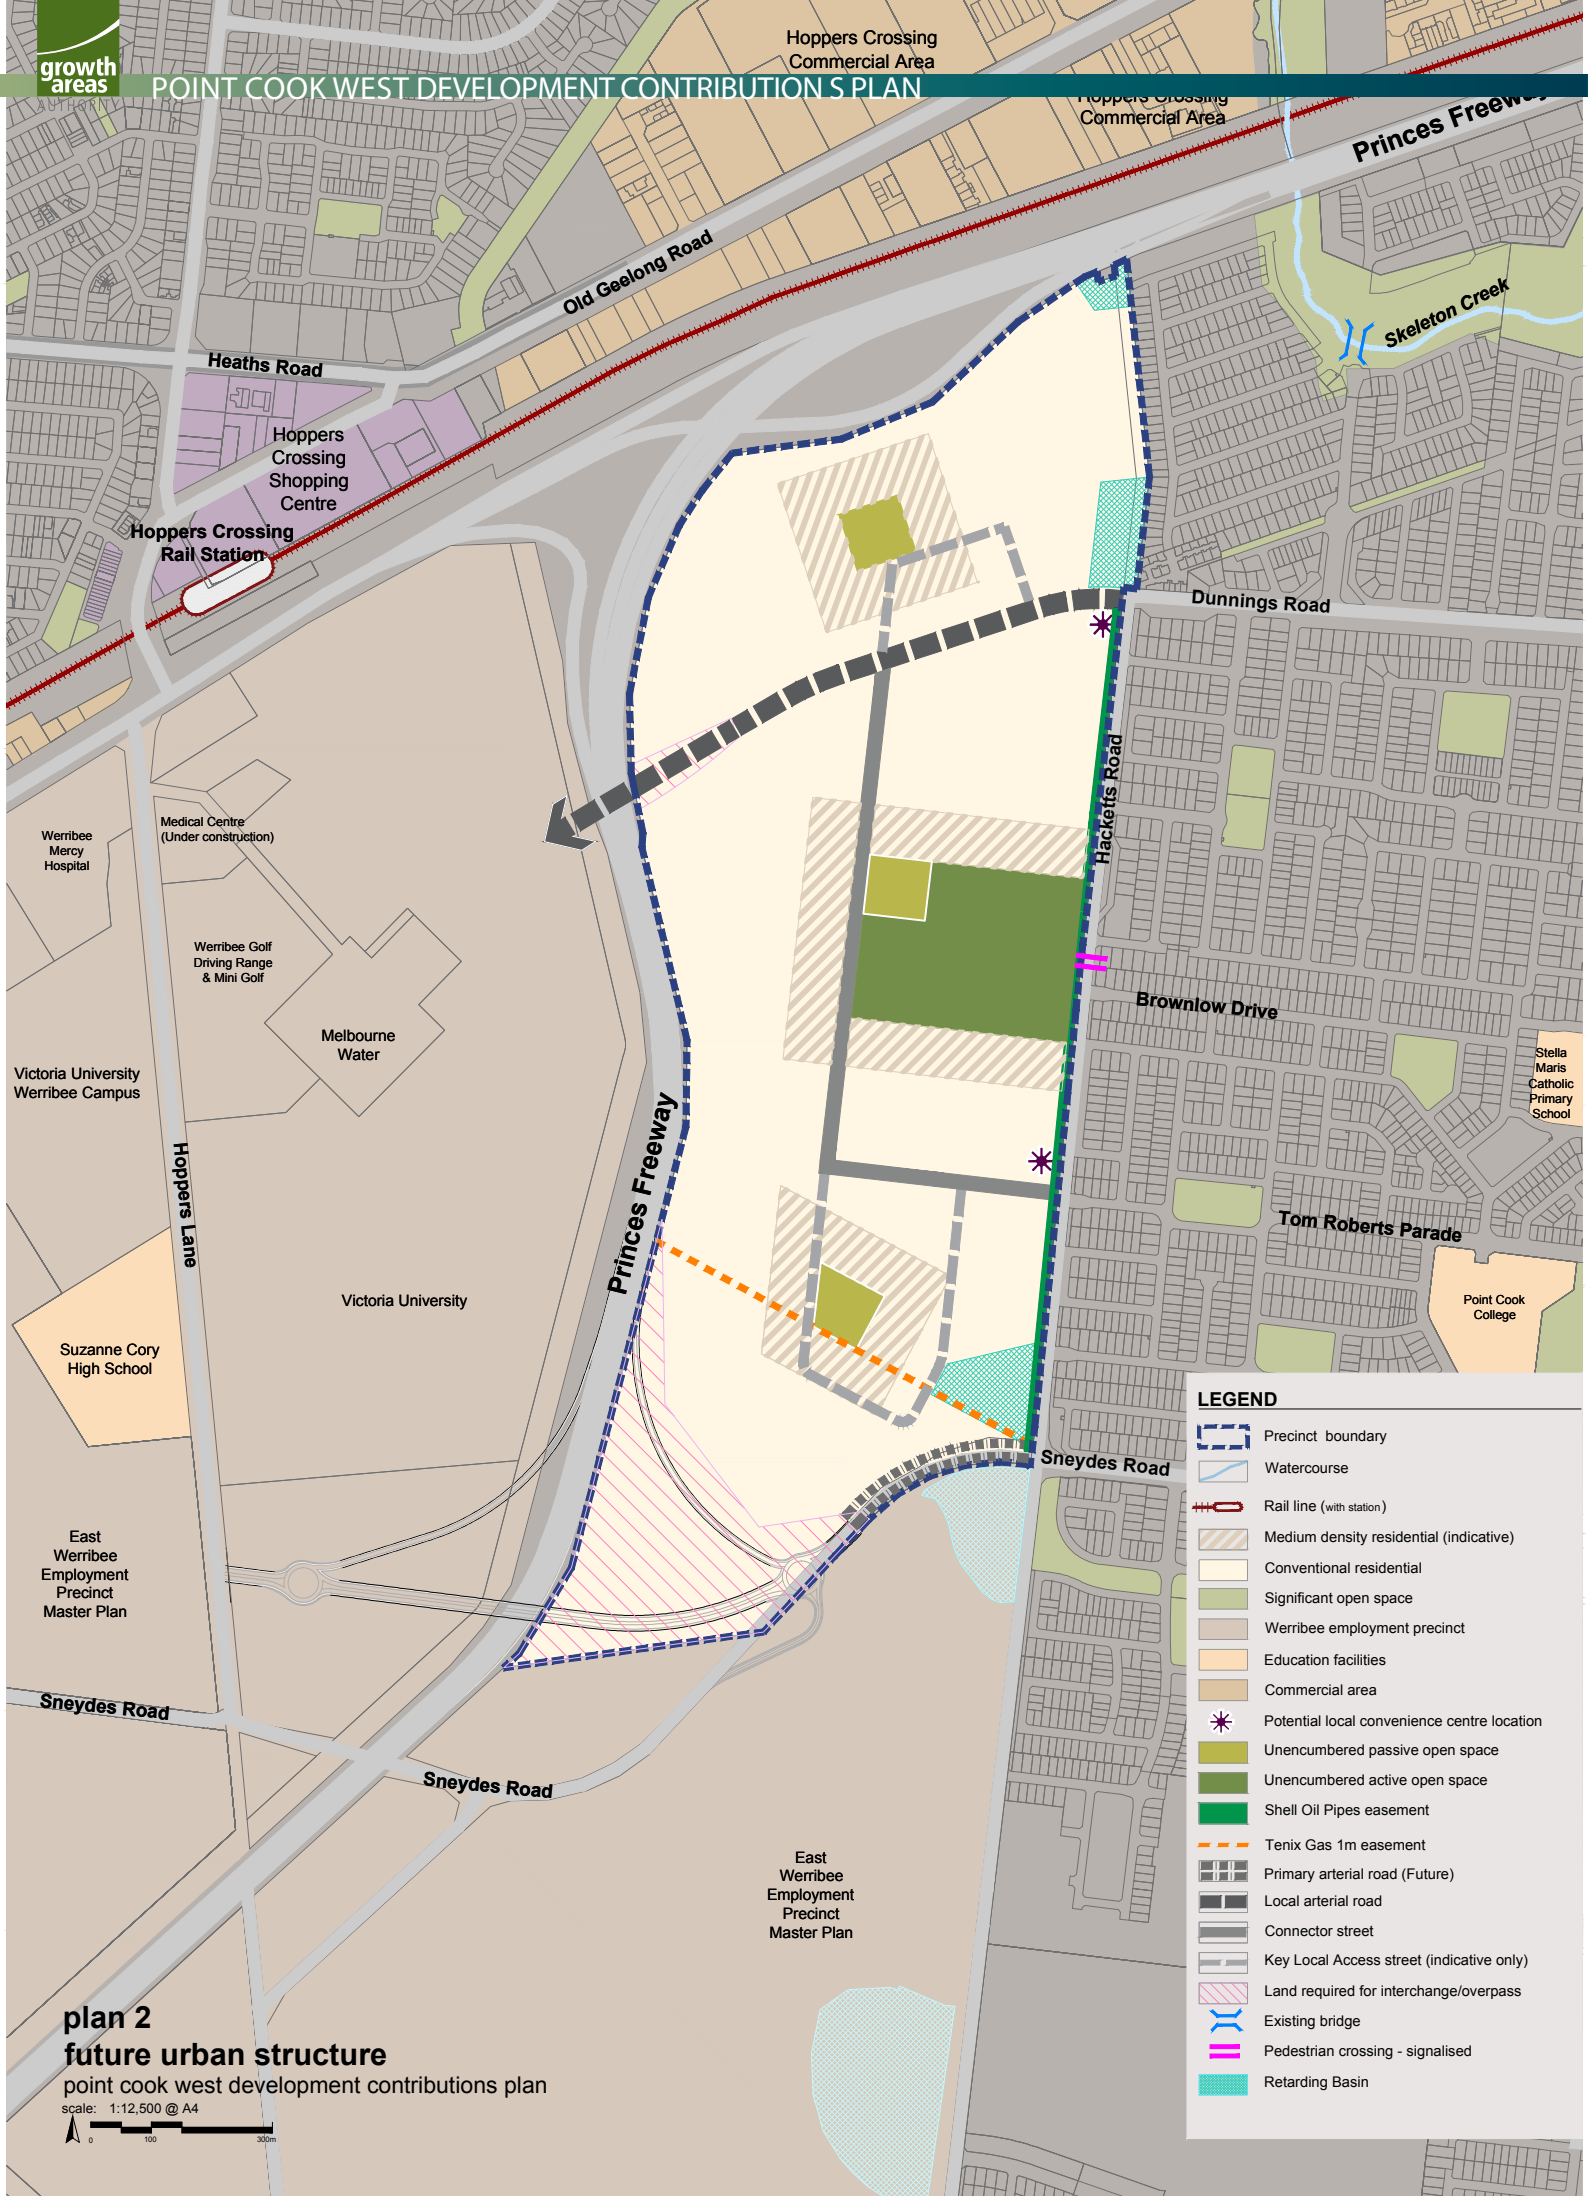 growth
areas
AUTHORITY
POINT COOK WEST DEVELOPMENT CONTRIBUTION S PLAN
Hoppers Crossing
Commercial Area
Hoppers Crossing
Commercial Area
Princes Freeway
Old Geelong Road
Skeleton Creek
Heaths Road
Hoppers
Crossing
Shopping
Centre
Hoppers Crossing
Rail Station
Dunnings Road
Hacketts Road
Werribee
Mercy
Hospital
Medical Centre
(Under construction)
Werribee Golf
Driving Range
& Mini Golf
Melbourne
Water
Brownlow Drive
Stella
Maris
Catholic
Primary
School
Victoria University
Werribee Campus
Hoppers Lane
Princes Freeway
Tom Roberts Parade
Victoria University
Point Cook
College
Suzanne Cory
High School
Sneydes Road
East
Werribee
Employment
Precinct
Master Plan
Sneydes Road
Sneydes Road
East
Werribee
Employment
Precinct
Master Plan
LEGEND
Precinct boundary
Watercourse
Rail line (with station)
Medium density residential (indicative)
Conventional residential
Significant open space
Werribee employment precinct
Education facilities
Commercial area
Potential local convenience centre location
Unencumbered passive open space
Unencumbered active open space
Shell Oil Pipes easement
Tenix Gas 1m easement
Primary arterial road (Future)
Local arterial road
Connector street
Key Local Access street (indicative only)
Land required for interchange/overpass
Existing bridge
Pedestrian crossing - signalised
Retarding Basin
plan 2
future urban structure
point cook west development contributions plan
scale: 1:12,500 @ A4
0 100 300m